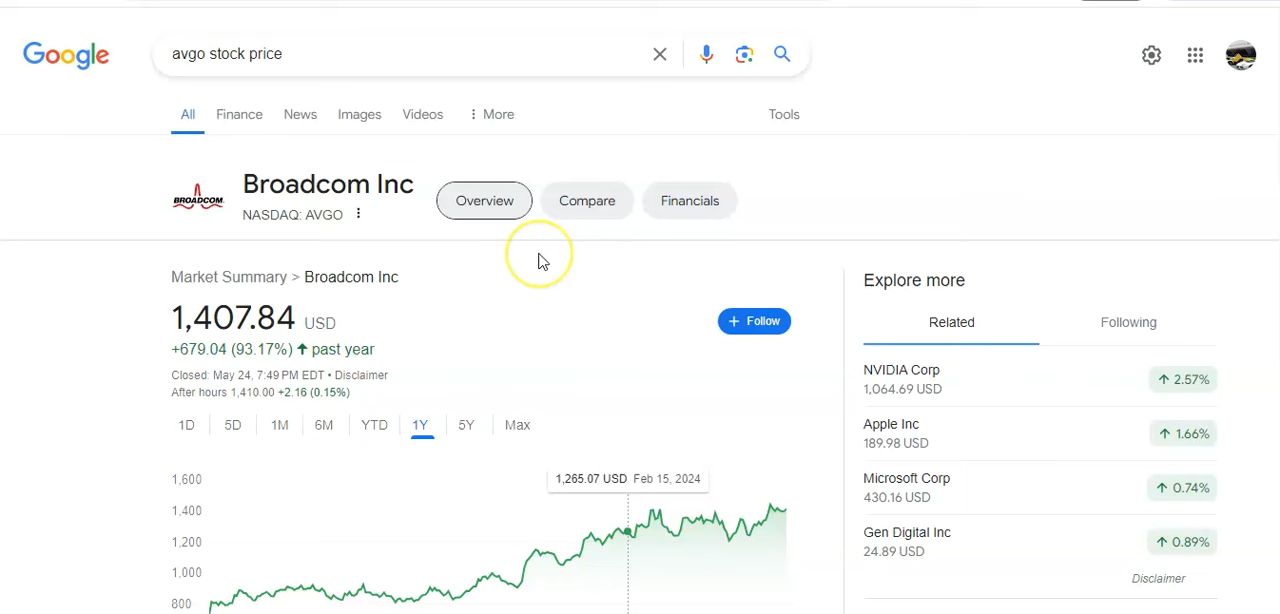 Google
avgo stock price
All Finance News Images Videos More Tools
BROADCOM
Broadcom Inc
NASDAQ: AVGO
Overview Compare Financials
Market Summary > Broadcom Inc
1,407.84 USD
+679.04 (93.17%) ↑ past year
Closed: May 24, 7:49 PM EDT • Disclaimer
After hours 1,410.00 +2.16 (0.15%)
+ Follow
1D 5D 1M 6M YTD 1Y 5Y Max
1,265.07 USD Feb 15, 2024
1,600
1,400
1,200
1,000
800
Explore more
Related Following
NVIDIA Corp
1,064.69 USD
↑ 2.57%
Apple Inc
189.98 USD
↑ 1.66%
Microsoft Corp
430.16 USD
↑ 0.74%
Gen Digital Inc
24.89 USD
↑ 0.89%
Disclaimer